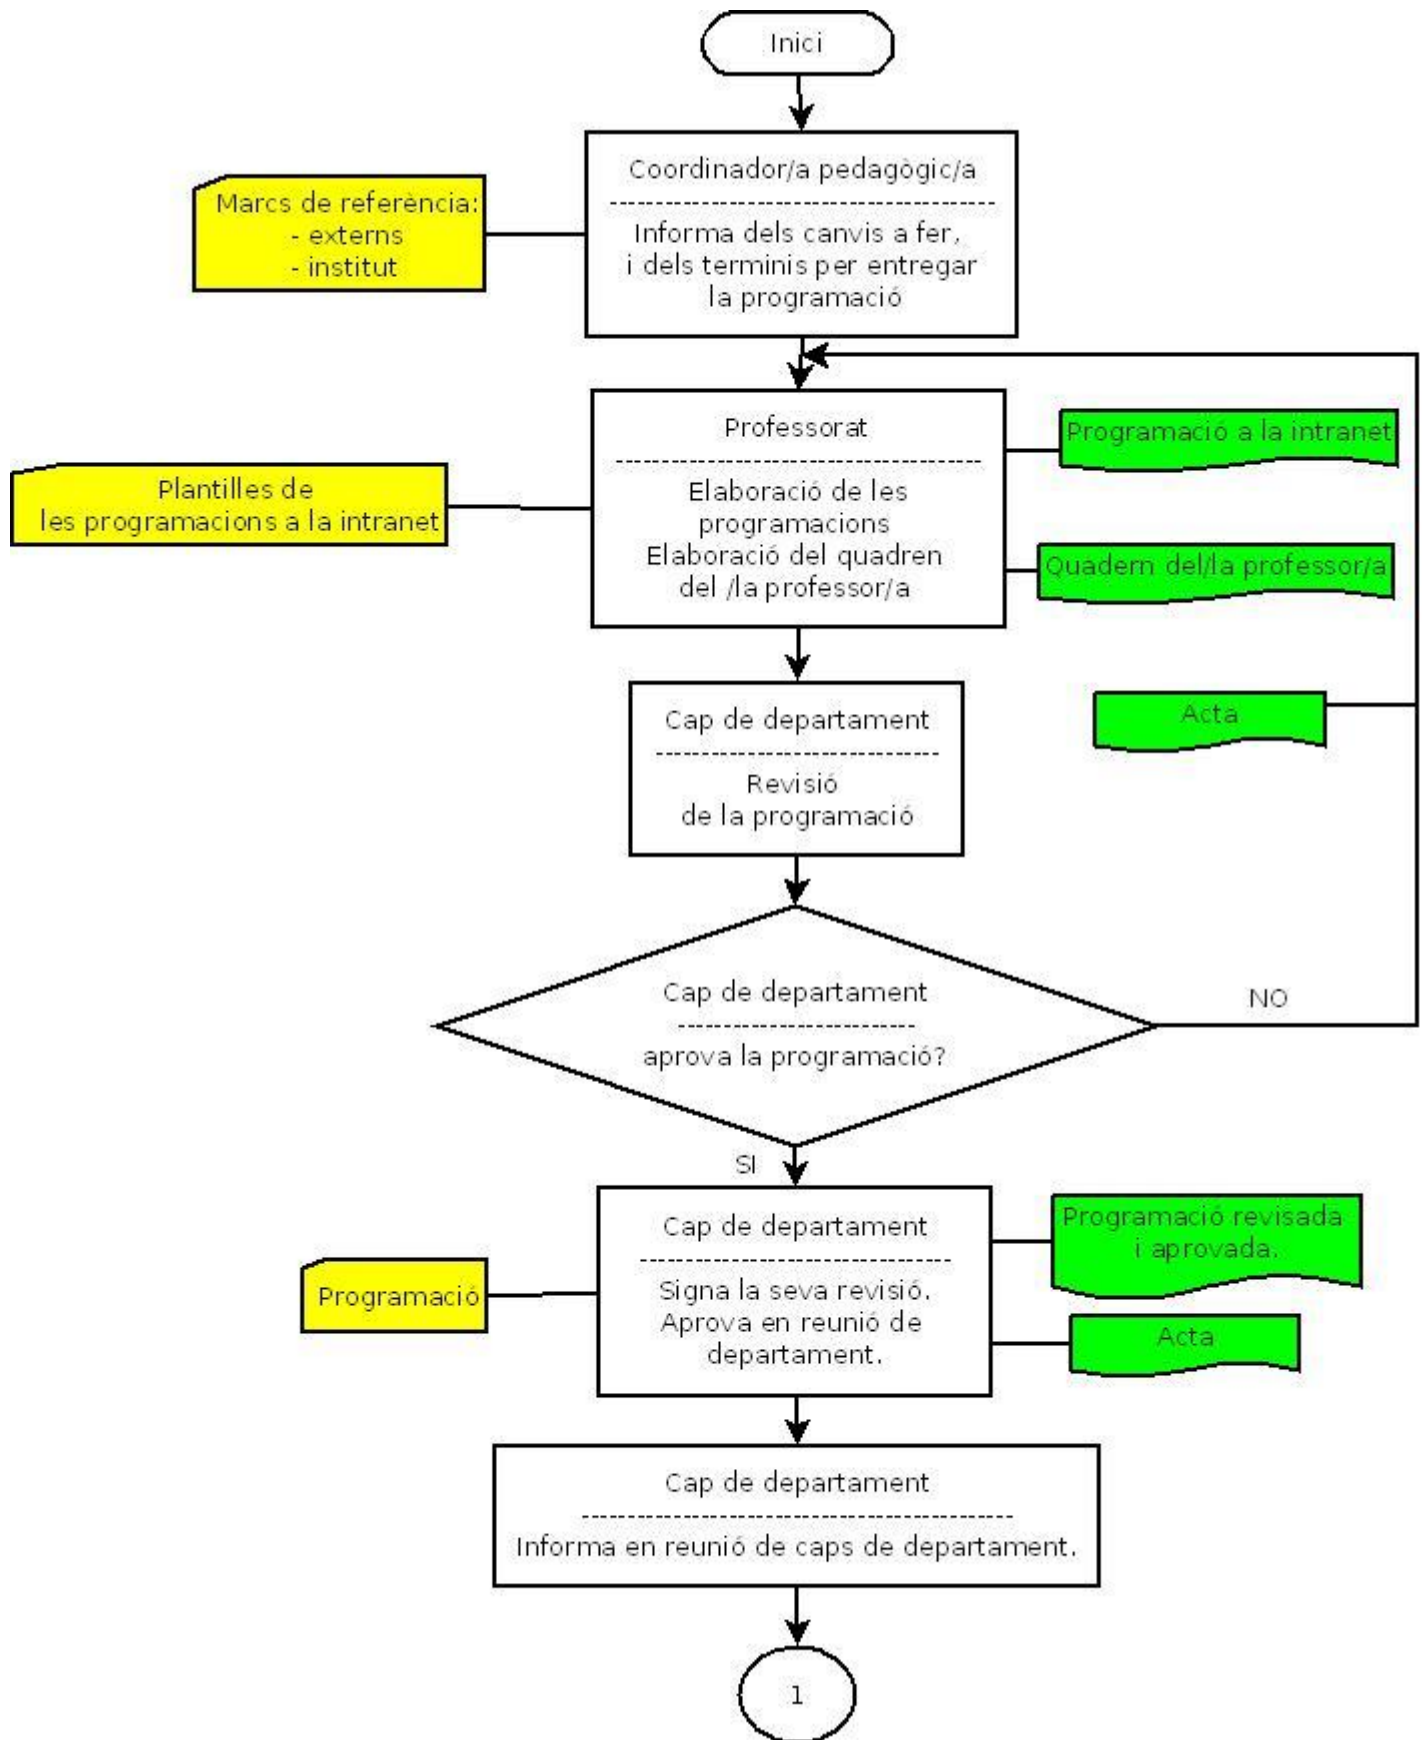 Inici
Coordinador/a pedagògic/a
Informa dels canvis a fer,
i dels terminis per entregar
la programació
Marcs de referència:
- externs
- institut
Professorat
Elaboració de les
programacions
Elaboració del quadren
del /la professor/a
Plantilles de
les programacions a la intranet
Programació a la intranet
Quadern del/la professor/a
Cap de departament
Revisió
de la programació
Acta
Cap de departament
aprova la programació?
NO
SI
Cap de departament
Signa la seva revisió.
Aprova en reunió de
departament.
Programació
Programació revisada
i aprovada.
Acta
Cap de departament
Informa en reunió de caps de departament.
1